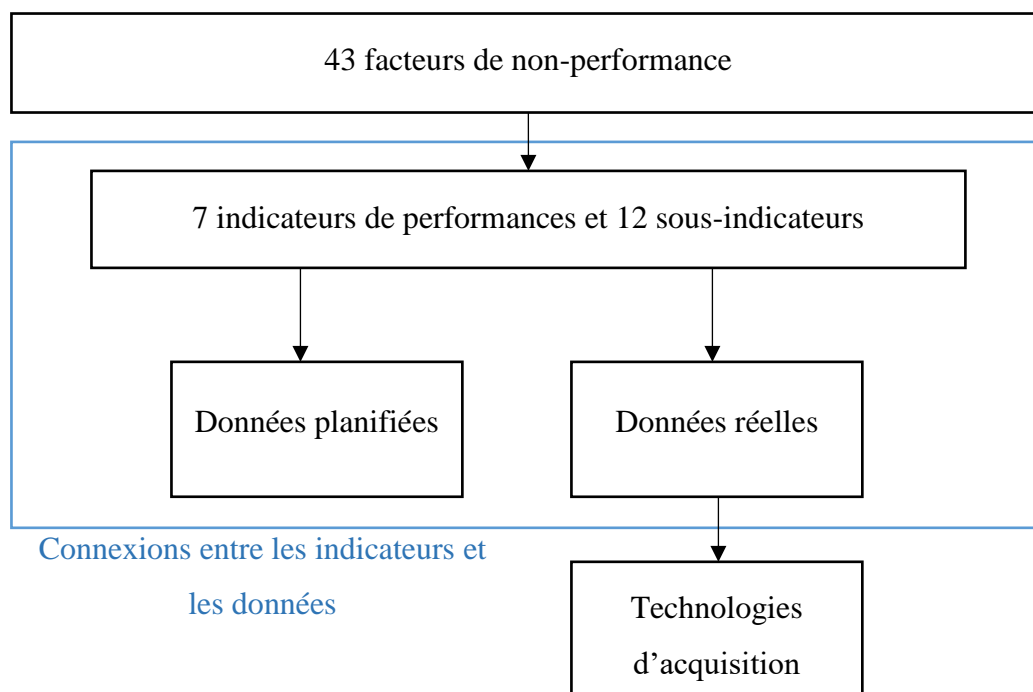 43 facteurs de non-performance
7 indicateurs de performances et 12 sous-indicateurs
Données planifiées
Données réelles
Connexions entre les indicateurs et
les données
Technologies
d’acquisition